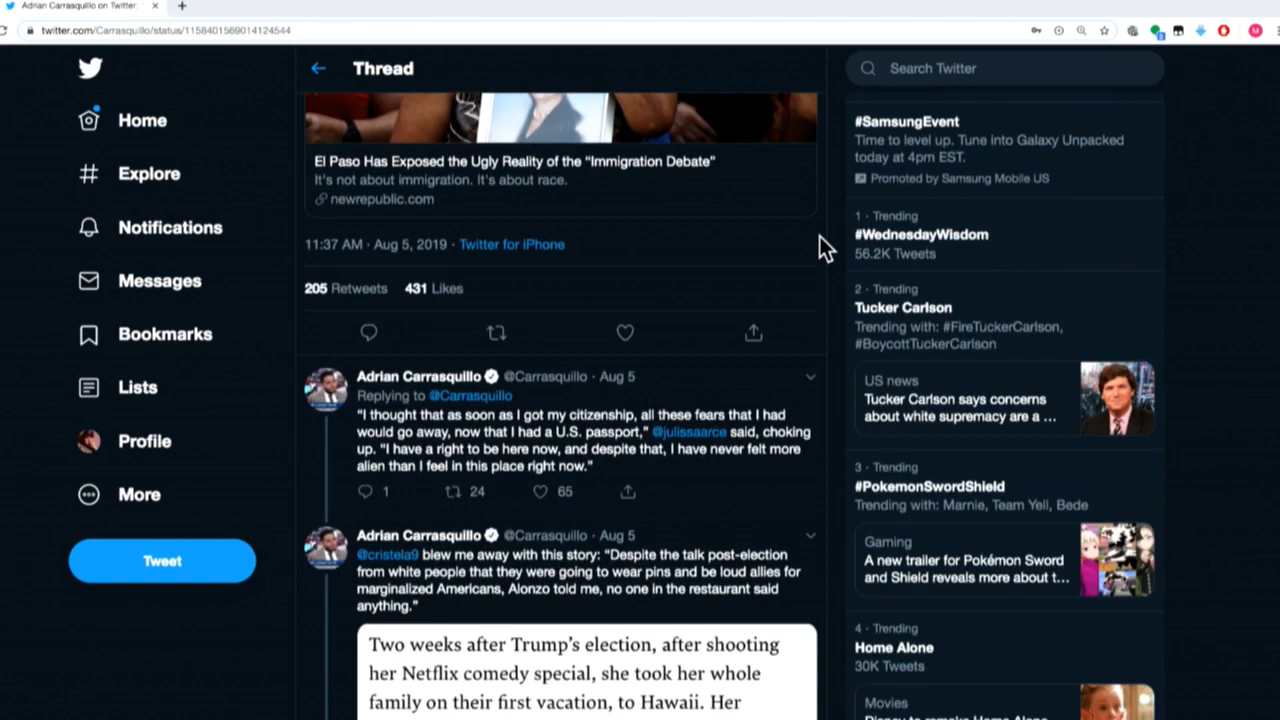 Adrian Carrasquillo on Twitter:
twitter.com/Carrasquillo/status/1158401569014124544
Thread
Search Twitter
Home
Explore
Notifications
Messages
Bookmarks
Lists
Profile
More
Tweet
El Paso Has Exposed the Ugly Reality of the “Immigration Debate”
It's not about immigration. It's about race.
newrepublic.com
11:37 AM · Aug 5, 2019 · Twitter for iPhone
205 Retweets 431 Likes
Adrian Carrasquillo @Carrasquillo · Aug 5
Replying to @Carrasquillo
“I thought that as soon as I got my citizenship, all these fears that I had
would go away, now that I had a U.S. passport,” @julissaarce said, choking
up. “I have a right to be here now, and despite that, I have never felt more
alien than I feel in this place right now.”
1 24 65
Adrian Carrasquillo @Carrasquillo · Aug 5
@cristela9 blew me away with this story: “Despite the talk post-election
from white people that they were going to wear pins and be loud allies for
marginalized Americans, Alonzo told me, no one in the restaurant said
anything.”
Two weeks after Trump’s election, after shooting
her Netflix comedy special, she took her whole
family on their first vacation, to Hawaii. Her
#SamsungEvent
Time to level up. Tune into Galaxy Unpacked
today at 4pm EST.
Promoted by Samsung Mobile US
1 · Trending
#WednesdayWisdom
56.2K Tweets
2 · Trending
Tucker Carlson
Trending with: #FireTuckerCarlson,
#BoycottTuckerCarlson
US news
Tucker Carlson says concerns
about white supremacy are a ...
3 · Trending
#PokemonSwordShield
Trending with: Marnie, Team Yell, Bede
Gaming
A new trailer for Pokémon Sword
and Shield reveals more about t...
4 · Trending
Home Alone
30K Tweets
Movies
Disney to remake Home Alone